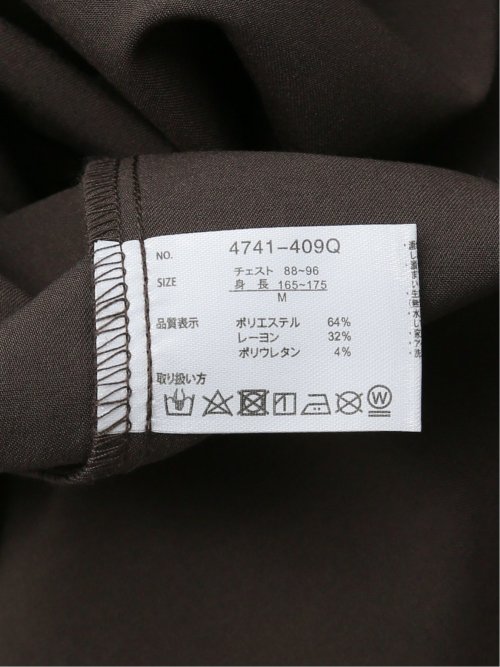 NO. 4741-409Q
SIZE チェスト 88~96
身長 165~175
M
品質表示 ポリエステル 64%
レーヨン 32%
ポリウレタン 4%
取り扱い方
W